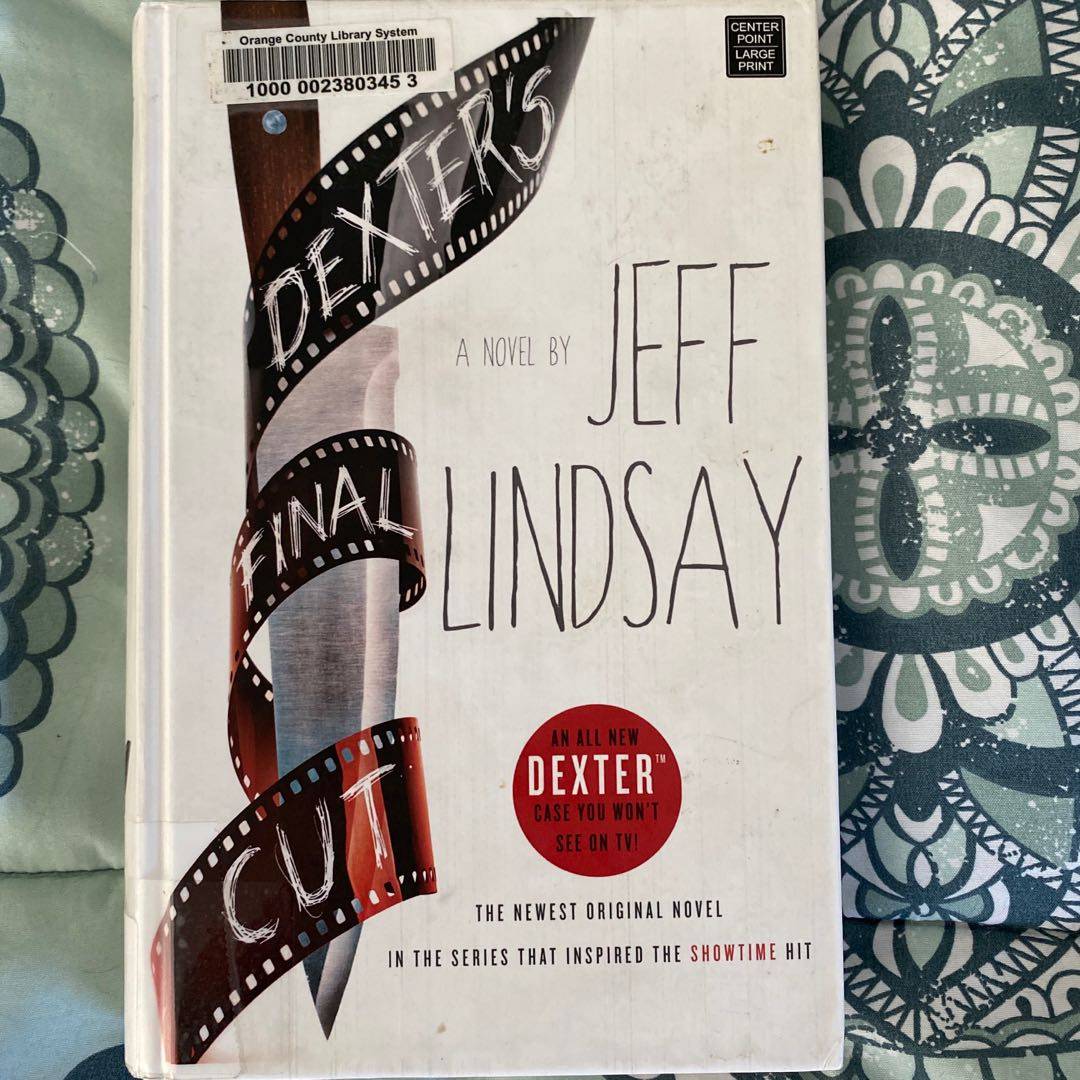 Orange County Library System
1000 002380345 3
CENTER
POINT
LARGE
PRINT
DEXTER'S
FINAL
CUT
A NOVEL BY
JEFF
LINDSAY
AN ALL NEW
DEXTER™
CASE YOU WON'T
SEE ON TV!
THE NEWEST ORIGINAL NOVEL
IN THE SERIES THAT INSPIRED THE SHOWTIME HIT